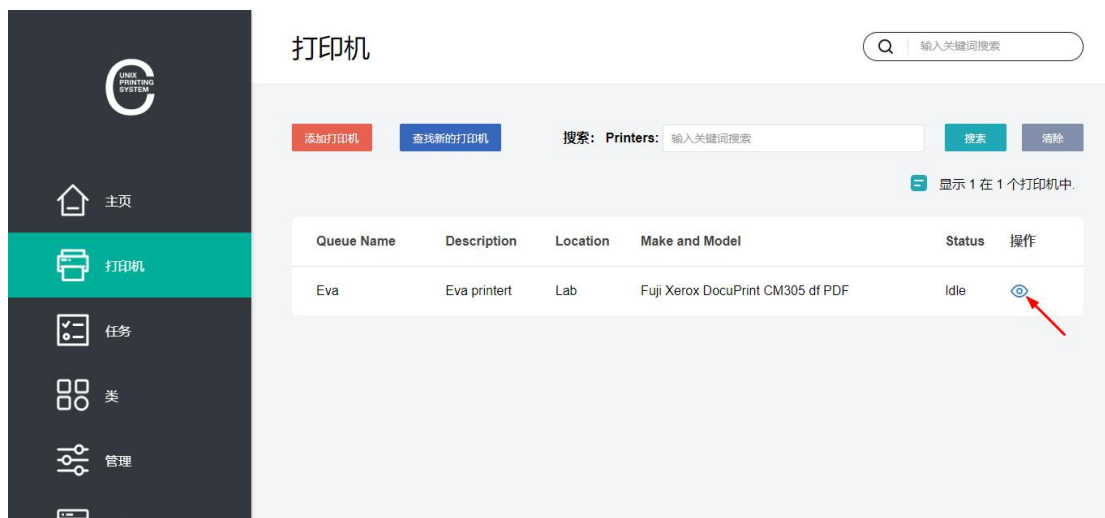 UNIX
PRINTING
SYSTEM
打印机
输入关键词搜索
添加打印机 查找新的打印机 搜索： Printers: 输入关键词搜索 搜索 清除
显示 1 在 1 个打印机中.
主页
打印机
任务
类
管理
Queue Name Description Location Make and Model Status 操作
Eva Eva printert Lab Fuji Xerox DocuPrint CM305 df PDF Idle